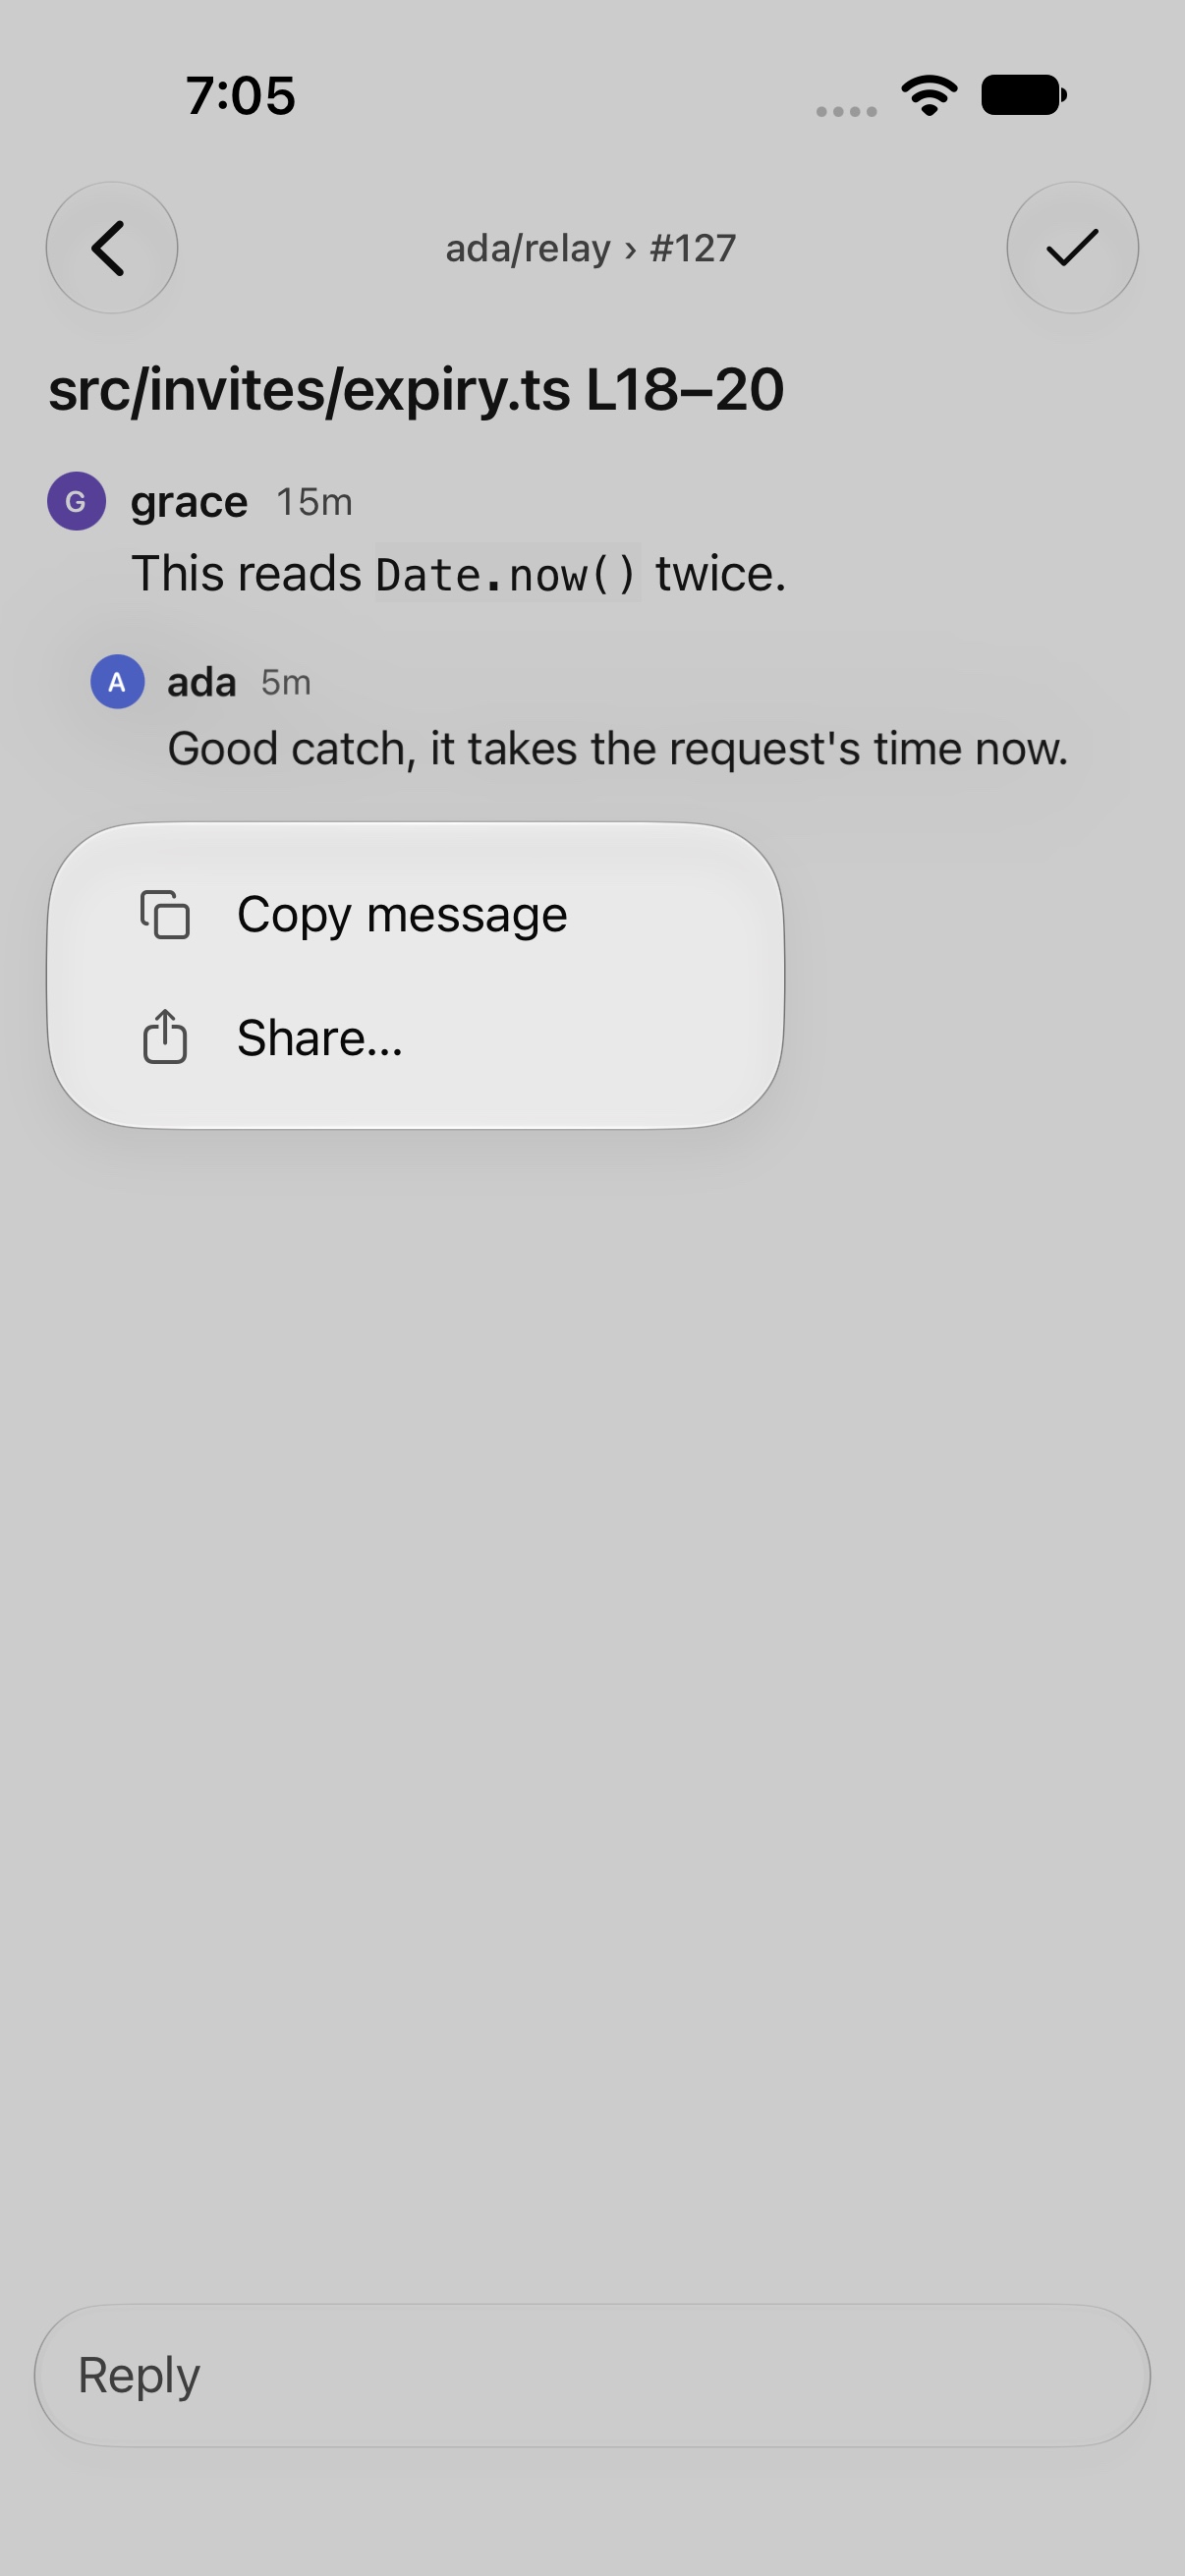 7:05
ada/relay › #127
src/invites/expiry.ts L18–20
G grace 15m
This reads Date.now() twice.
A ada 5m
Good catch, it takes the request's time now.
Copy message
Share...
Reply